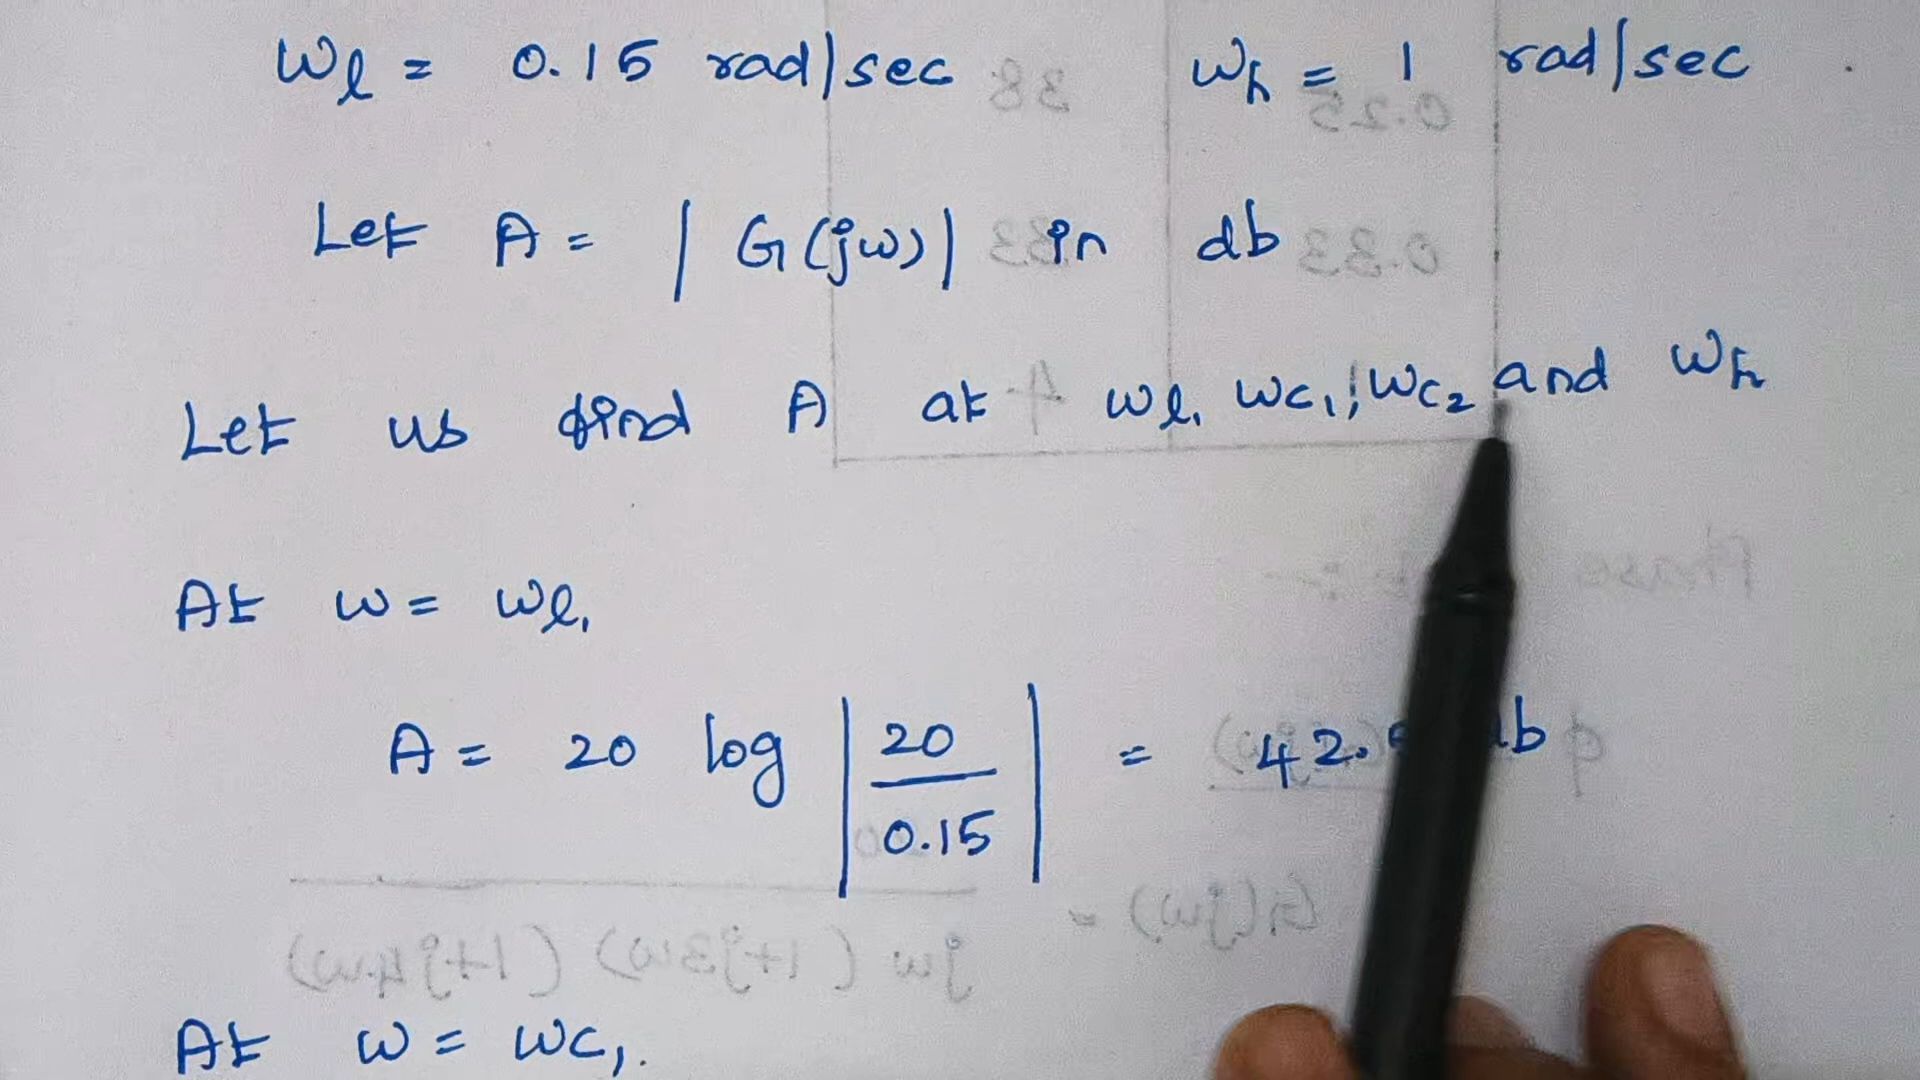 ωl = 0.15 rad/sec ωh = 1 rad/sec
Let A = |G(jω)| in db
Let us find A at ωl, ωc1, ωc2 and ωh
At ω = ωl,
A = 20 log |20/0.15| = 42. db
At ω = ωc1.